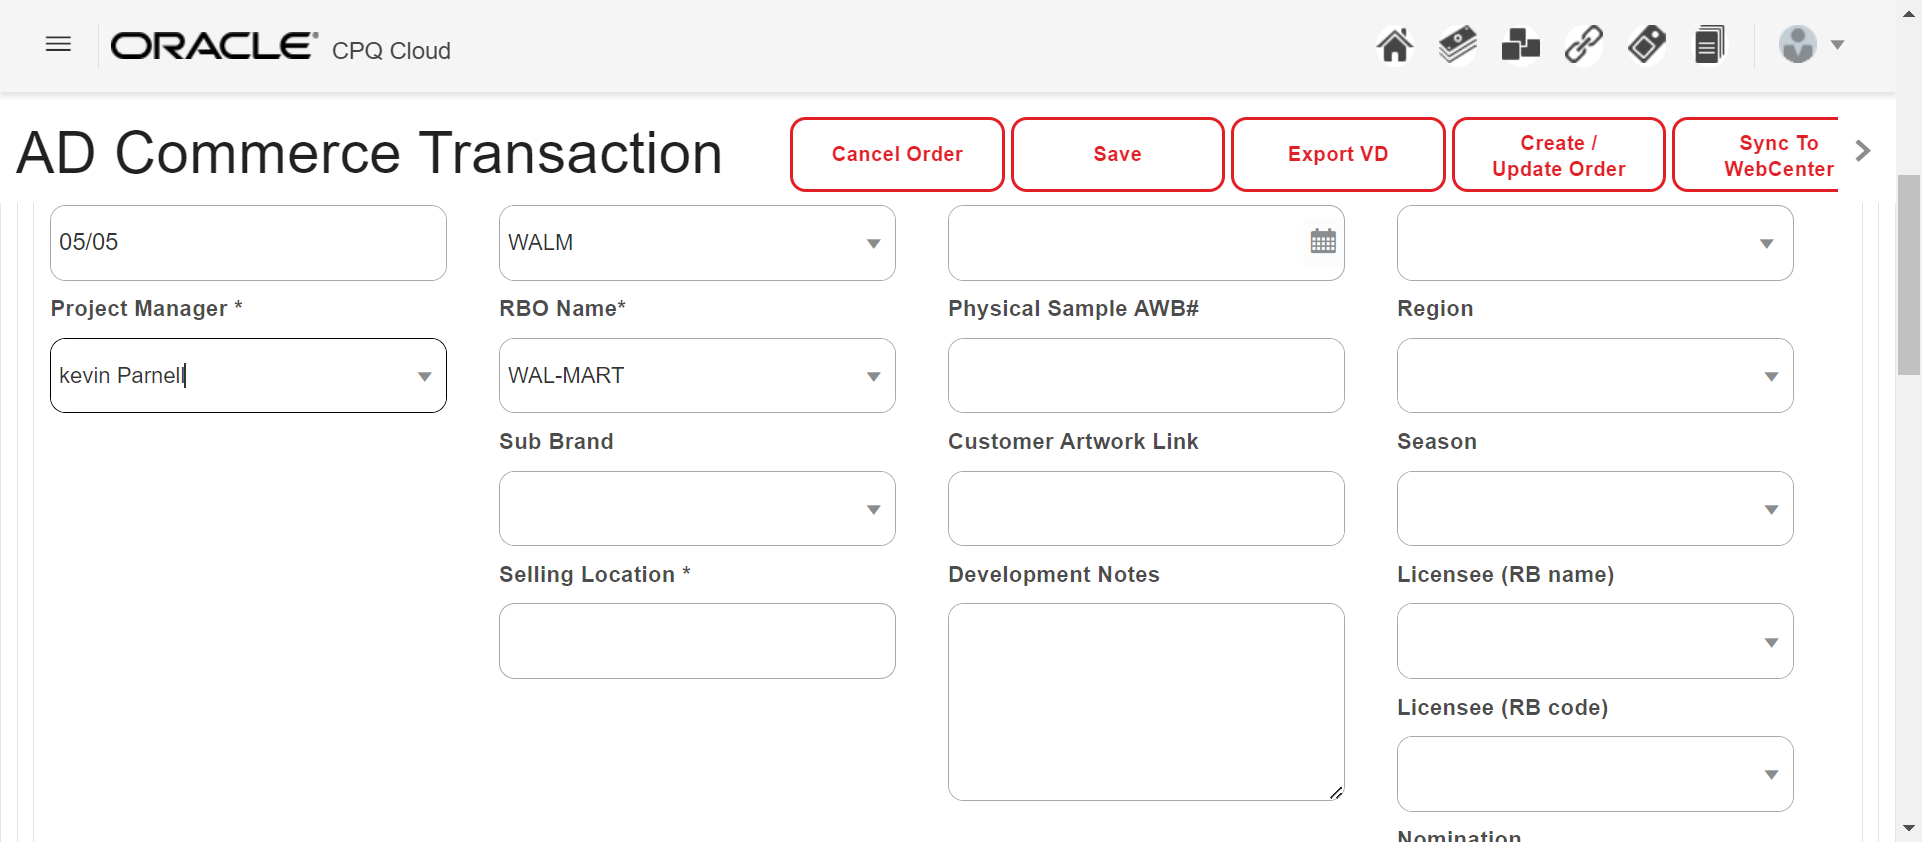 ORACLE® CPQ Cloud
AD Commerce Transaction
Cancel Order
Save
Export VD
Create /
Update Order
Sync To
WebCenter
05/05
WALM
Project Manager *
RBO Name*
Physical Sample AWB#
Region
kevin Parnell
WAL-MART
Sub Brand
Customer Artwork Link
Season
Selling Location *
Development Notes
Licensee (RB name)
Licensee (RB code)
Nomination